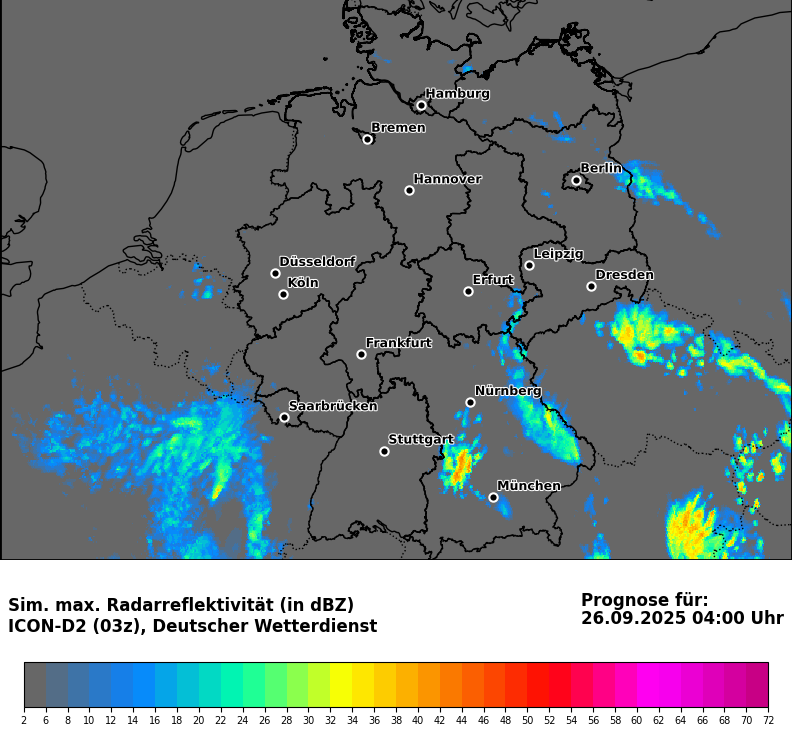 Hamburg
Bremen
Berlin
Hannover
Leipzig
Düsseldorf
Dresden
Köln
Erfurt
Frankfurt
Nürnberg
Saarbrücken
Stuttgart
München
Sim. max. Radarreflektivität (in dBZ)
ICON-D2 (03z), Deutscher Wetterdienst
Prognose für:
26.09.2025 04:00 Uhr
2 6 8 10 12 14 16 18 20 22 24 26 28 30 32 34 36 38 40 42 44 46 48 50 52 54 56 58 60 62 64 66 68 70 72